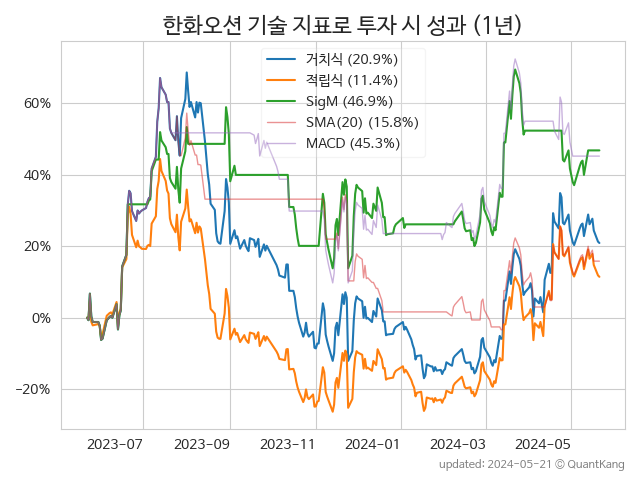 한화오션 기술 지표로 투자 시 성과 (1년)
거치식 (20.9%)
적립식 (11.4%)
SigM (46.9%)
SMA(20) (15.8%)
MACD (45.3%)
60%
40%
20%
0%
−20%
2023-07 2023-09 2023-11 2024-01 2024-03 2024-05
updated: 2024-05-21 © QuantKang